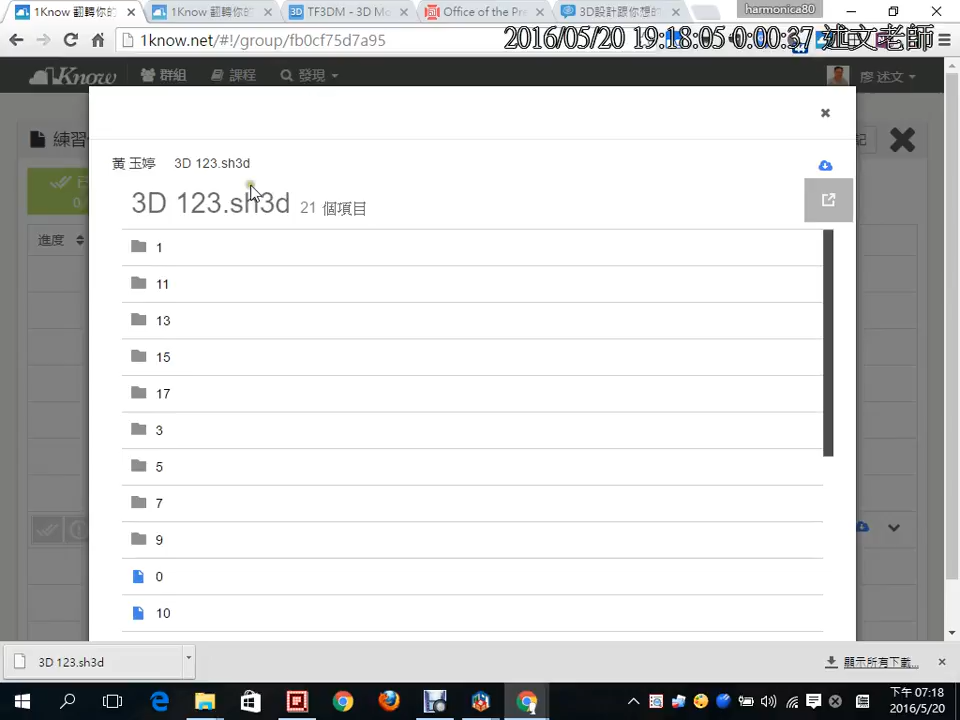 1Know 翻轉你的
1Know 翻轉你的
3D TF3DM - 3D Mo
Office of the Pre
3D設計跟你想的
harmonica80
1know.net/#!/group/fb0cf75d7a95
2016/05/20 19:18:05 0:00:37 述文老師
1Know
群組
課程
發現
廖 述文
練習
記
黃 玉婷 3D 123.sh3d
3D 123.sh3d 21 個項目
進度
1
11
13
15
17
3
5
7
9
0
10
3D 123.sh3d
顯示所有下載...
下午 07:18
2016/5/20